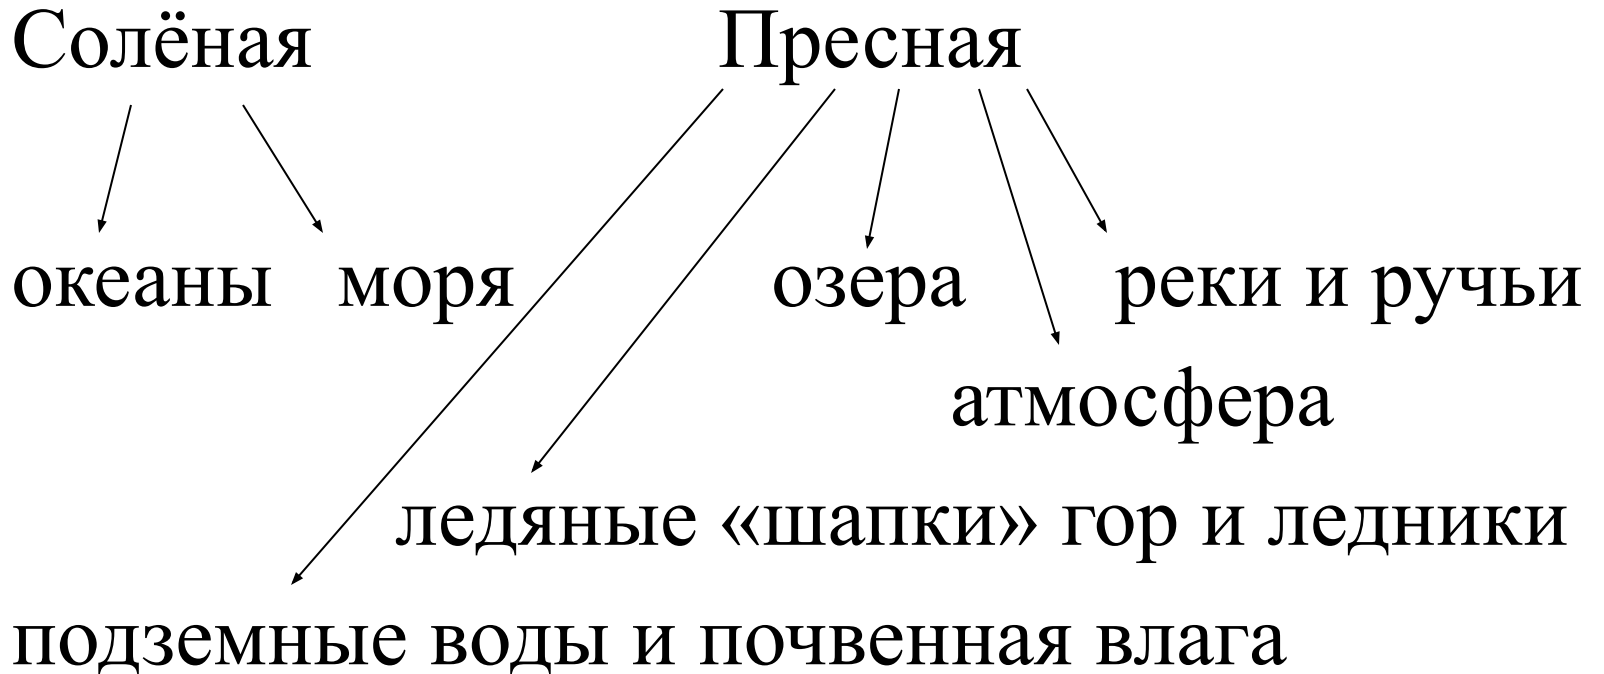 Солёная Пресная
океаны моря озера реки и ручьи
атмосфера
ледяные «шапки» гор и ледники
подземные воды и почвенная влага